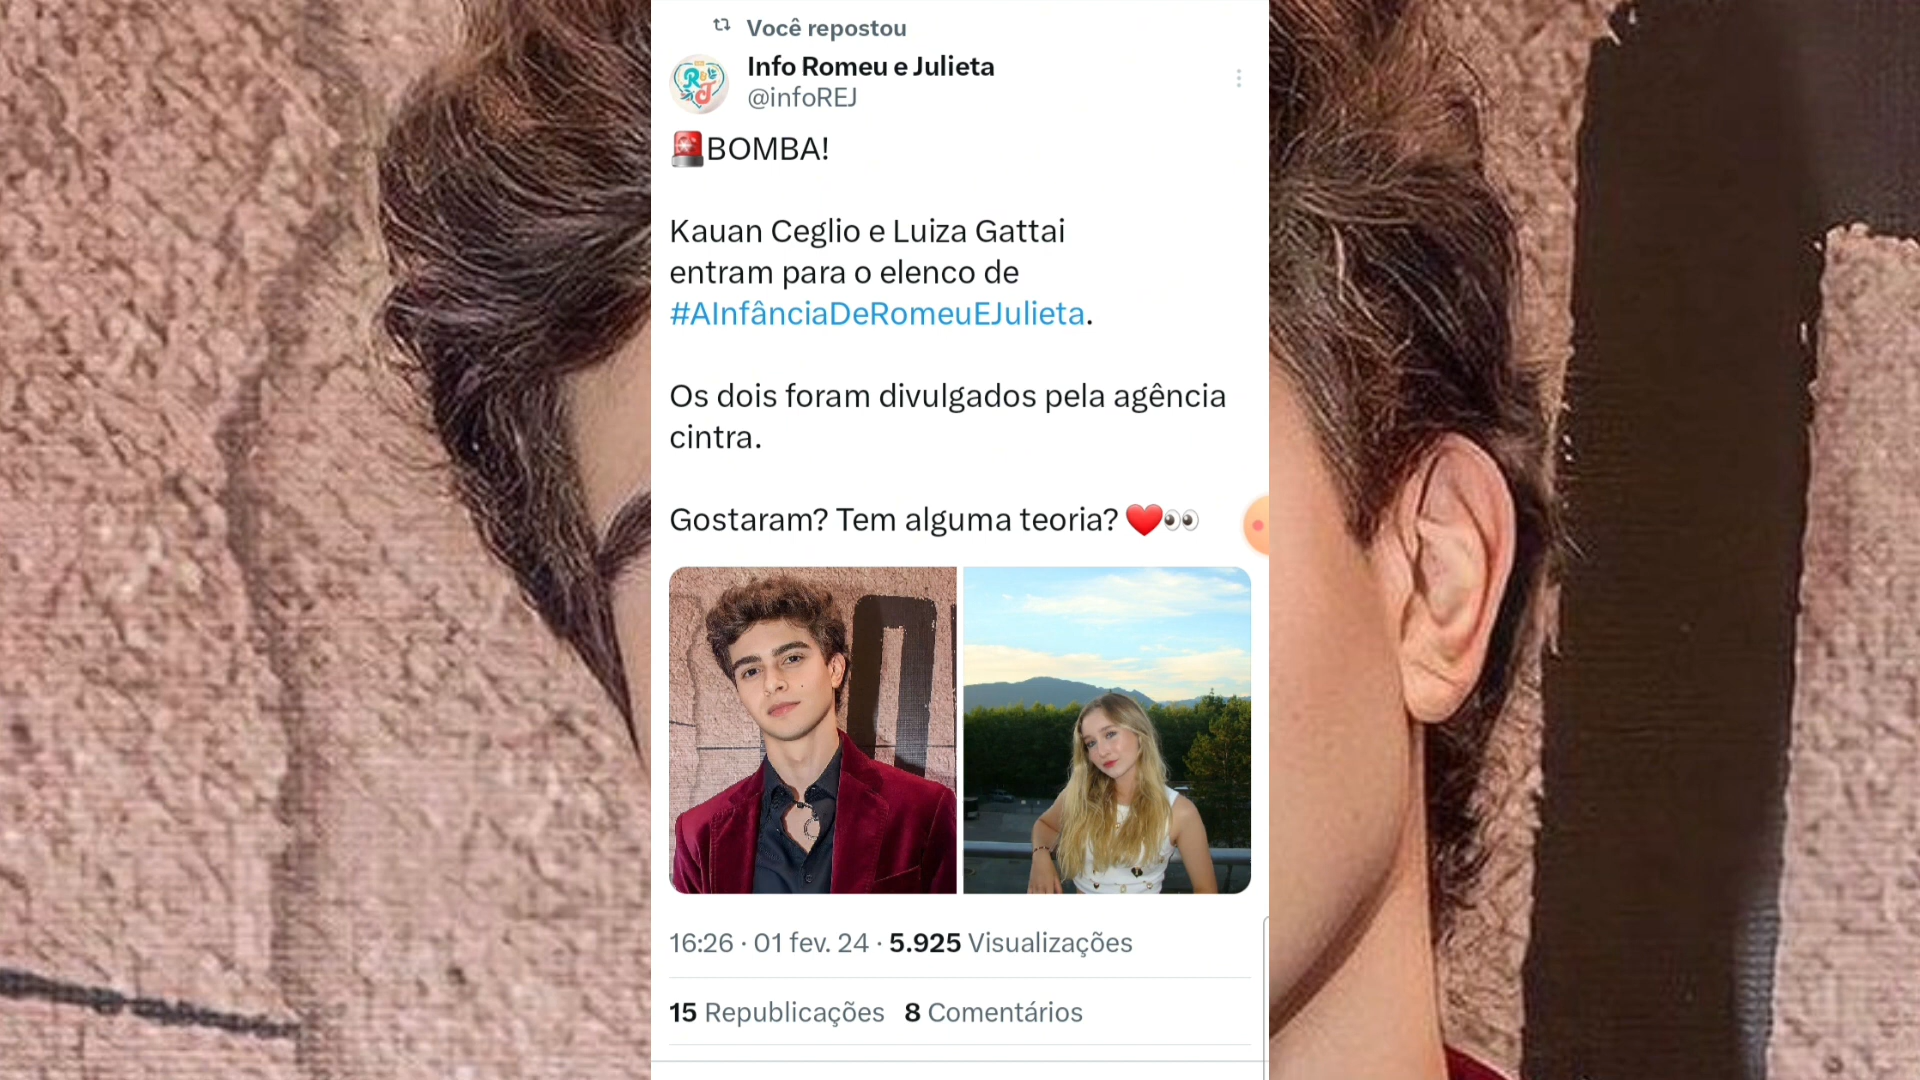 Você repostou
Info Romeu e Julieta
@infoREJ
🚨BOMBA!
Kauan Ceglio e Luiza Gattai
entram para o elenco de
#AInfânciaDeRomeuEJulieta.
Os dois foram divulgados pela agência
cintra.
Gostaram? Tem alguma teoria? ❤️👀
16:26 · 01 fev. 24 · 5.925 Visualizações
15 Republicações 8 Comentários